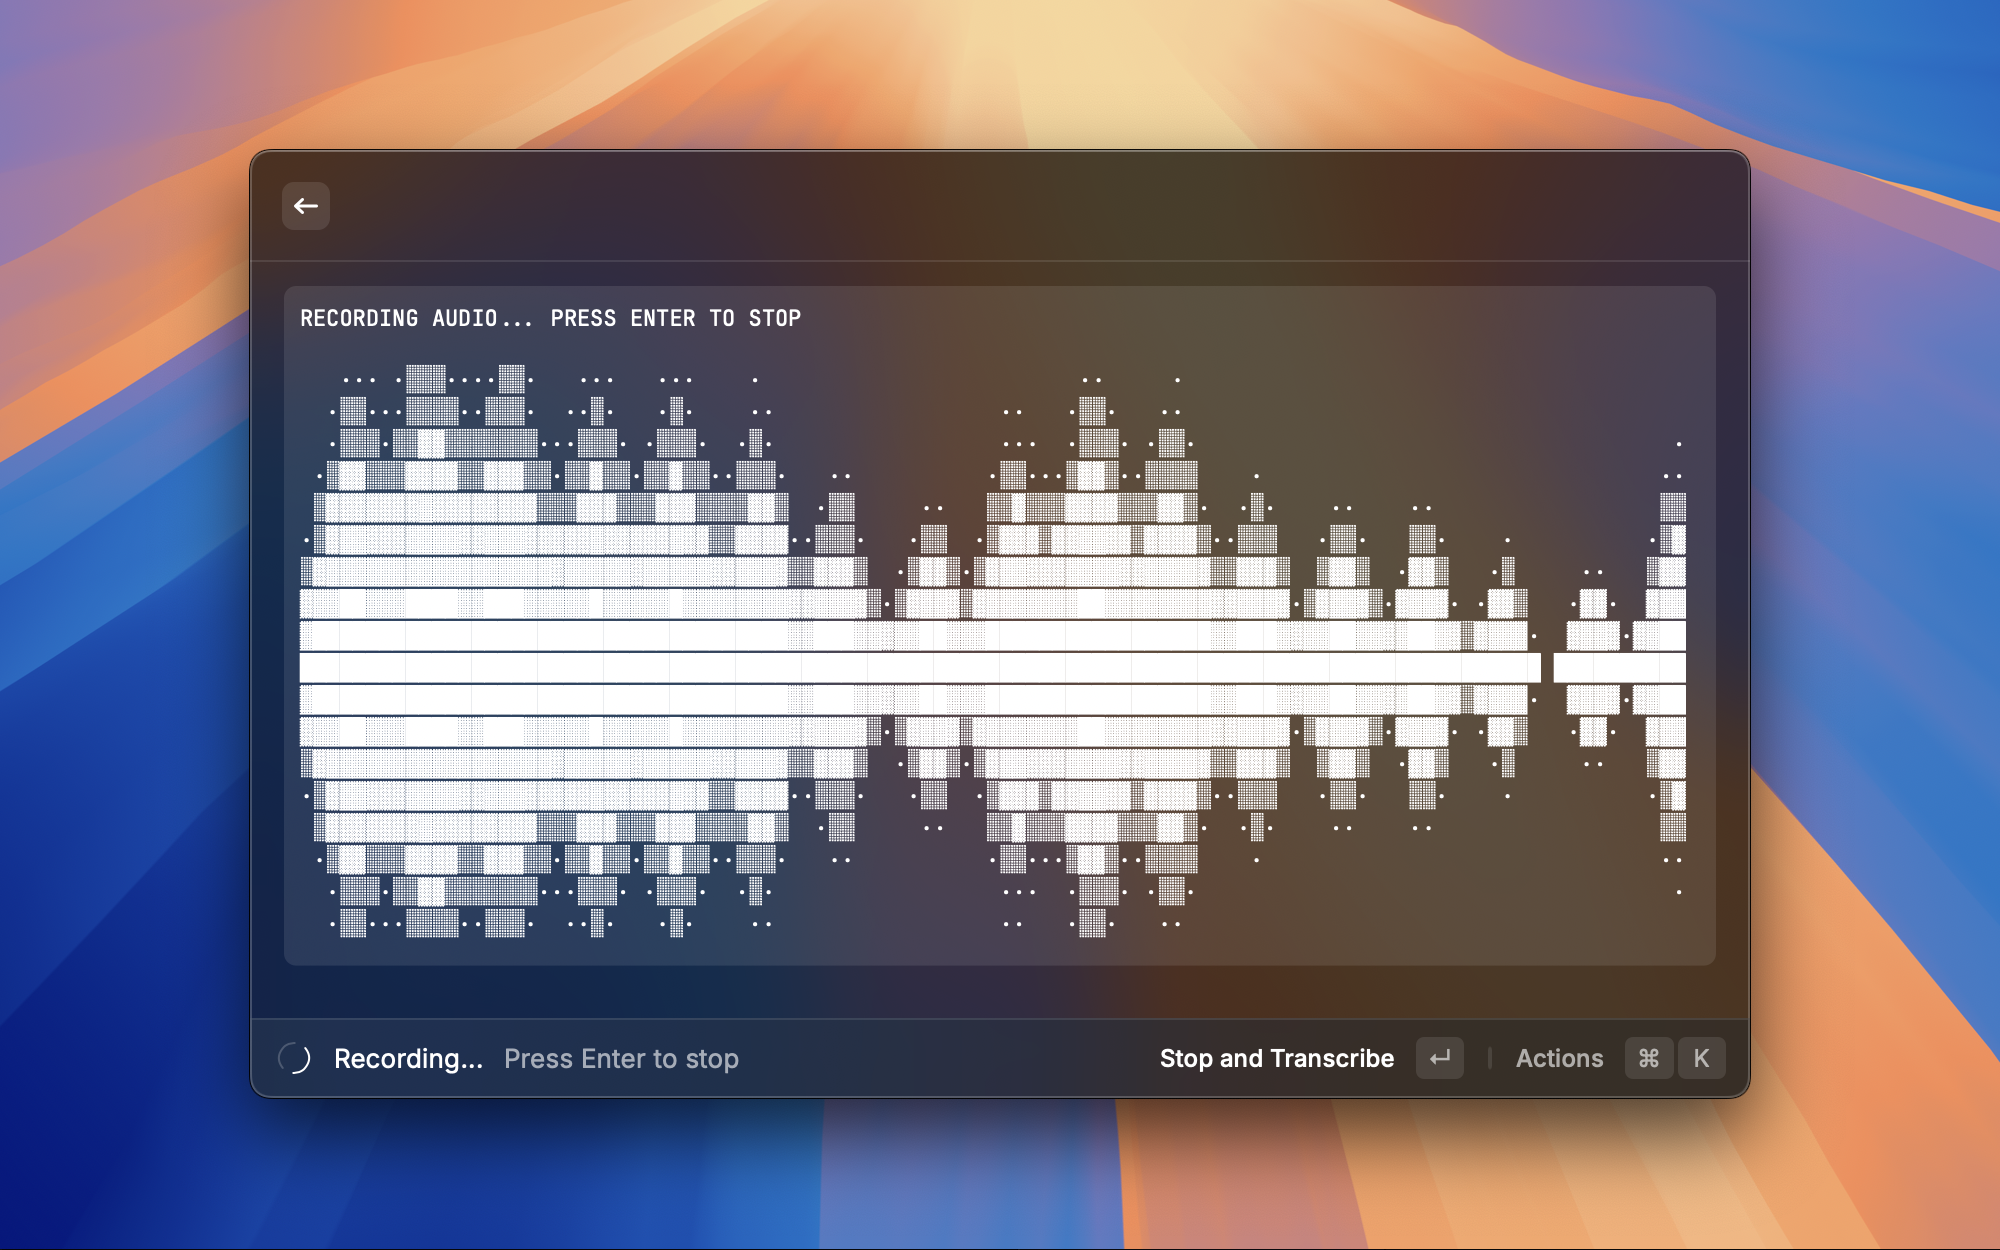 RECORDING AUDIO... PRESS ENTER TO STOP
Recording... Press Enter to stop
Stop and Transcribe ↵ Actions ⌘ K